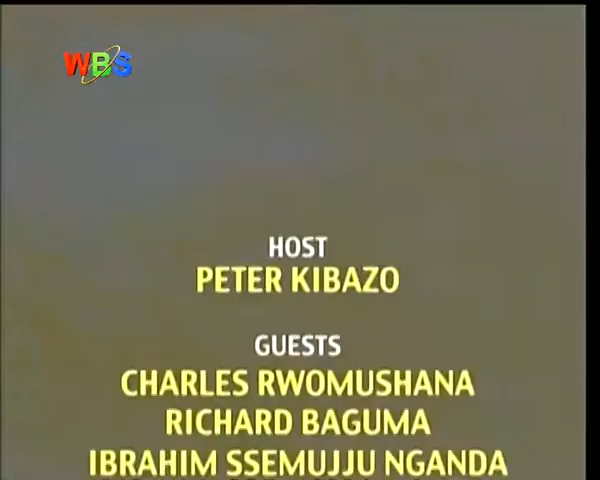 WBS
HOST
PETER KIBAZO
GUESTS
CHARLES RWOMUSHANA
RICHARD BAGUMA
IBRAHIM SSEMUJJU NGANDA